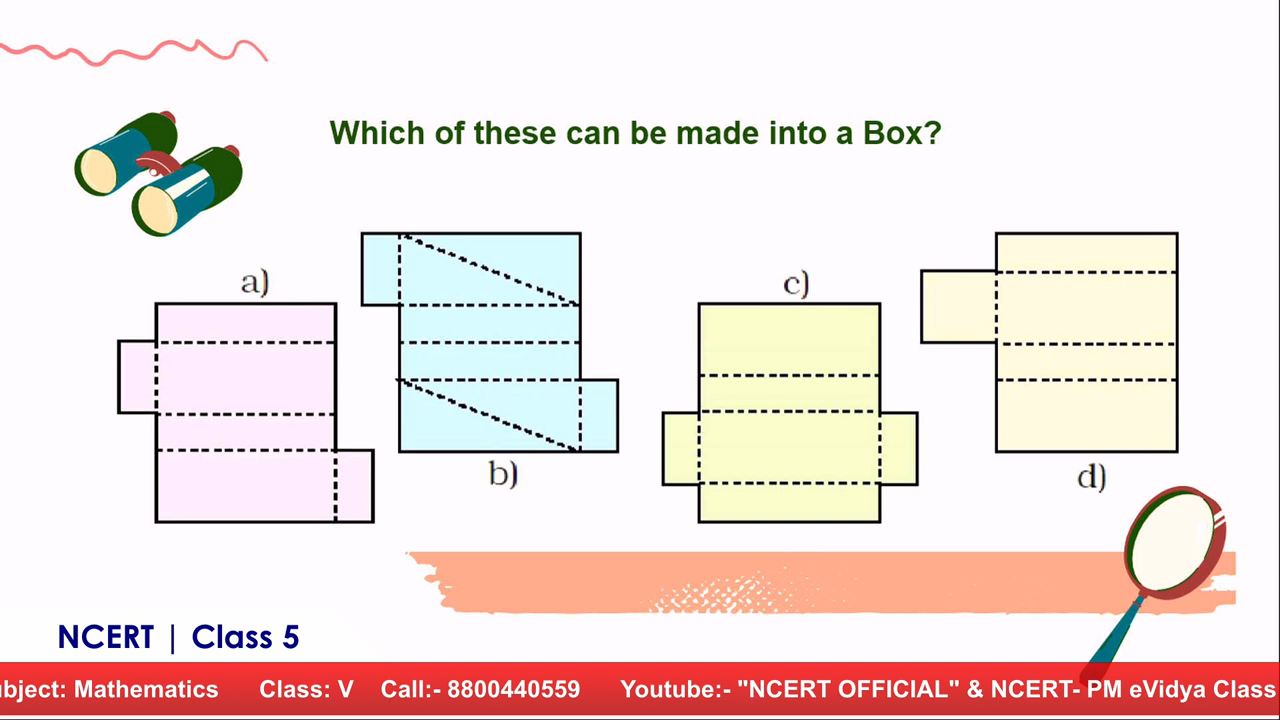 Which of these can be made into a Box?
a)
b)
c)
d)
NCERT | Class 5
bject: Mathematics Class: V Call:- 8800440559 Youtube:- "NCERT OFFICIAL" & NCERT- PM eVidya Class